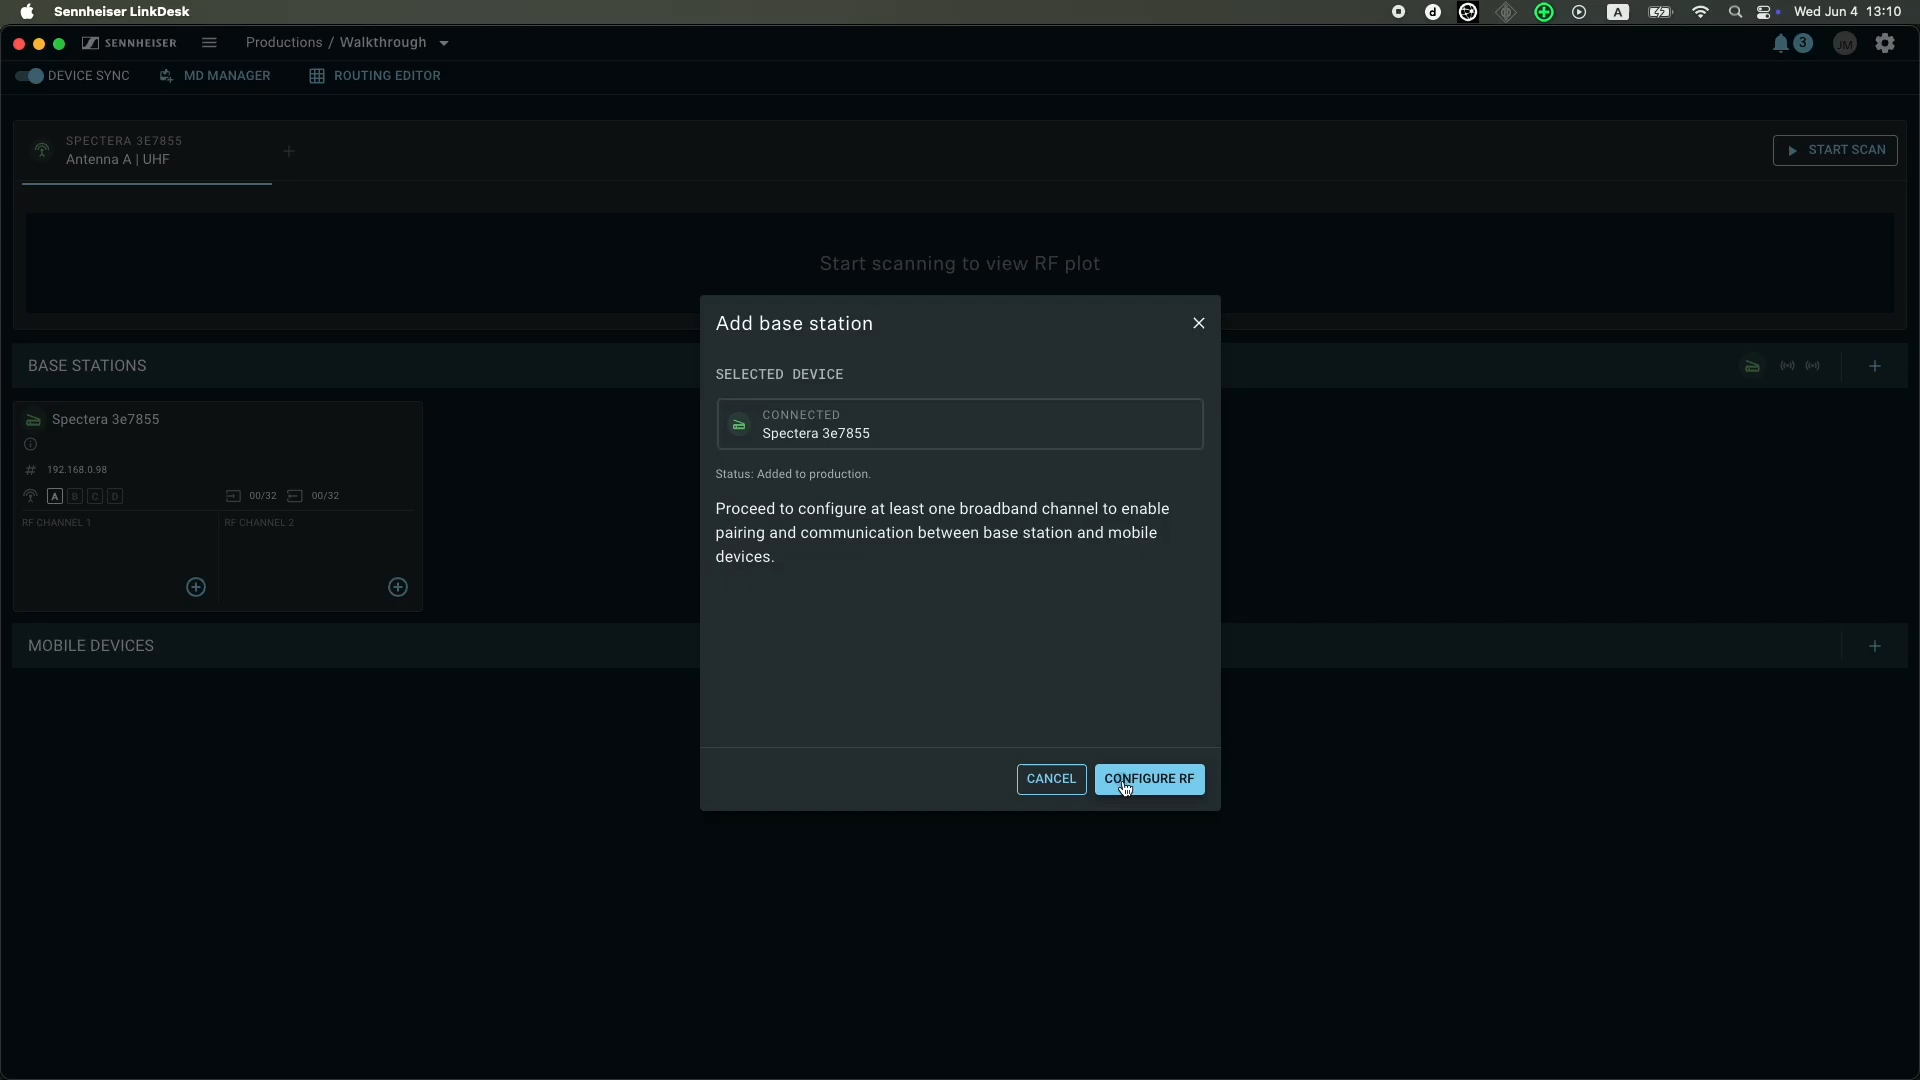 Sennheiser LinkDesk
d
A
Wed Jun 4 13:10
SENNHEISER
Productions / Walkthrough
3
JM
DEVICE SYNC
MD MANAGER
ROUTING EDITOR
SPECTERA 3E7855
Antenna A | UHF
+
START SCAN
Start scanning to view RF plot
Add base station
SELECTED DEVICE
CONNECTED
Spectera 3e7855
Status: Added to production.
Proceed to configure at least one broadband channel to enable
pairing and communication between base station and mobile
devices.
CANCEL
CONFIGURE RF
BASE STATIONS
+
Spectera 3e7855
# 192.168.0.98
A B C D
00/32
00/32
RF CHANNEL 1
RF CHANNEL 2
MOBILE DEVICES
+